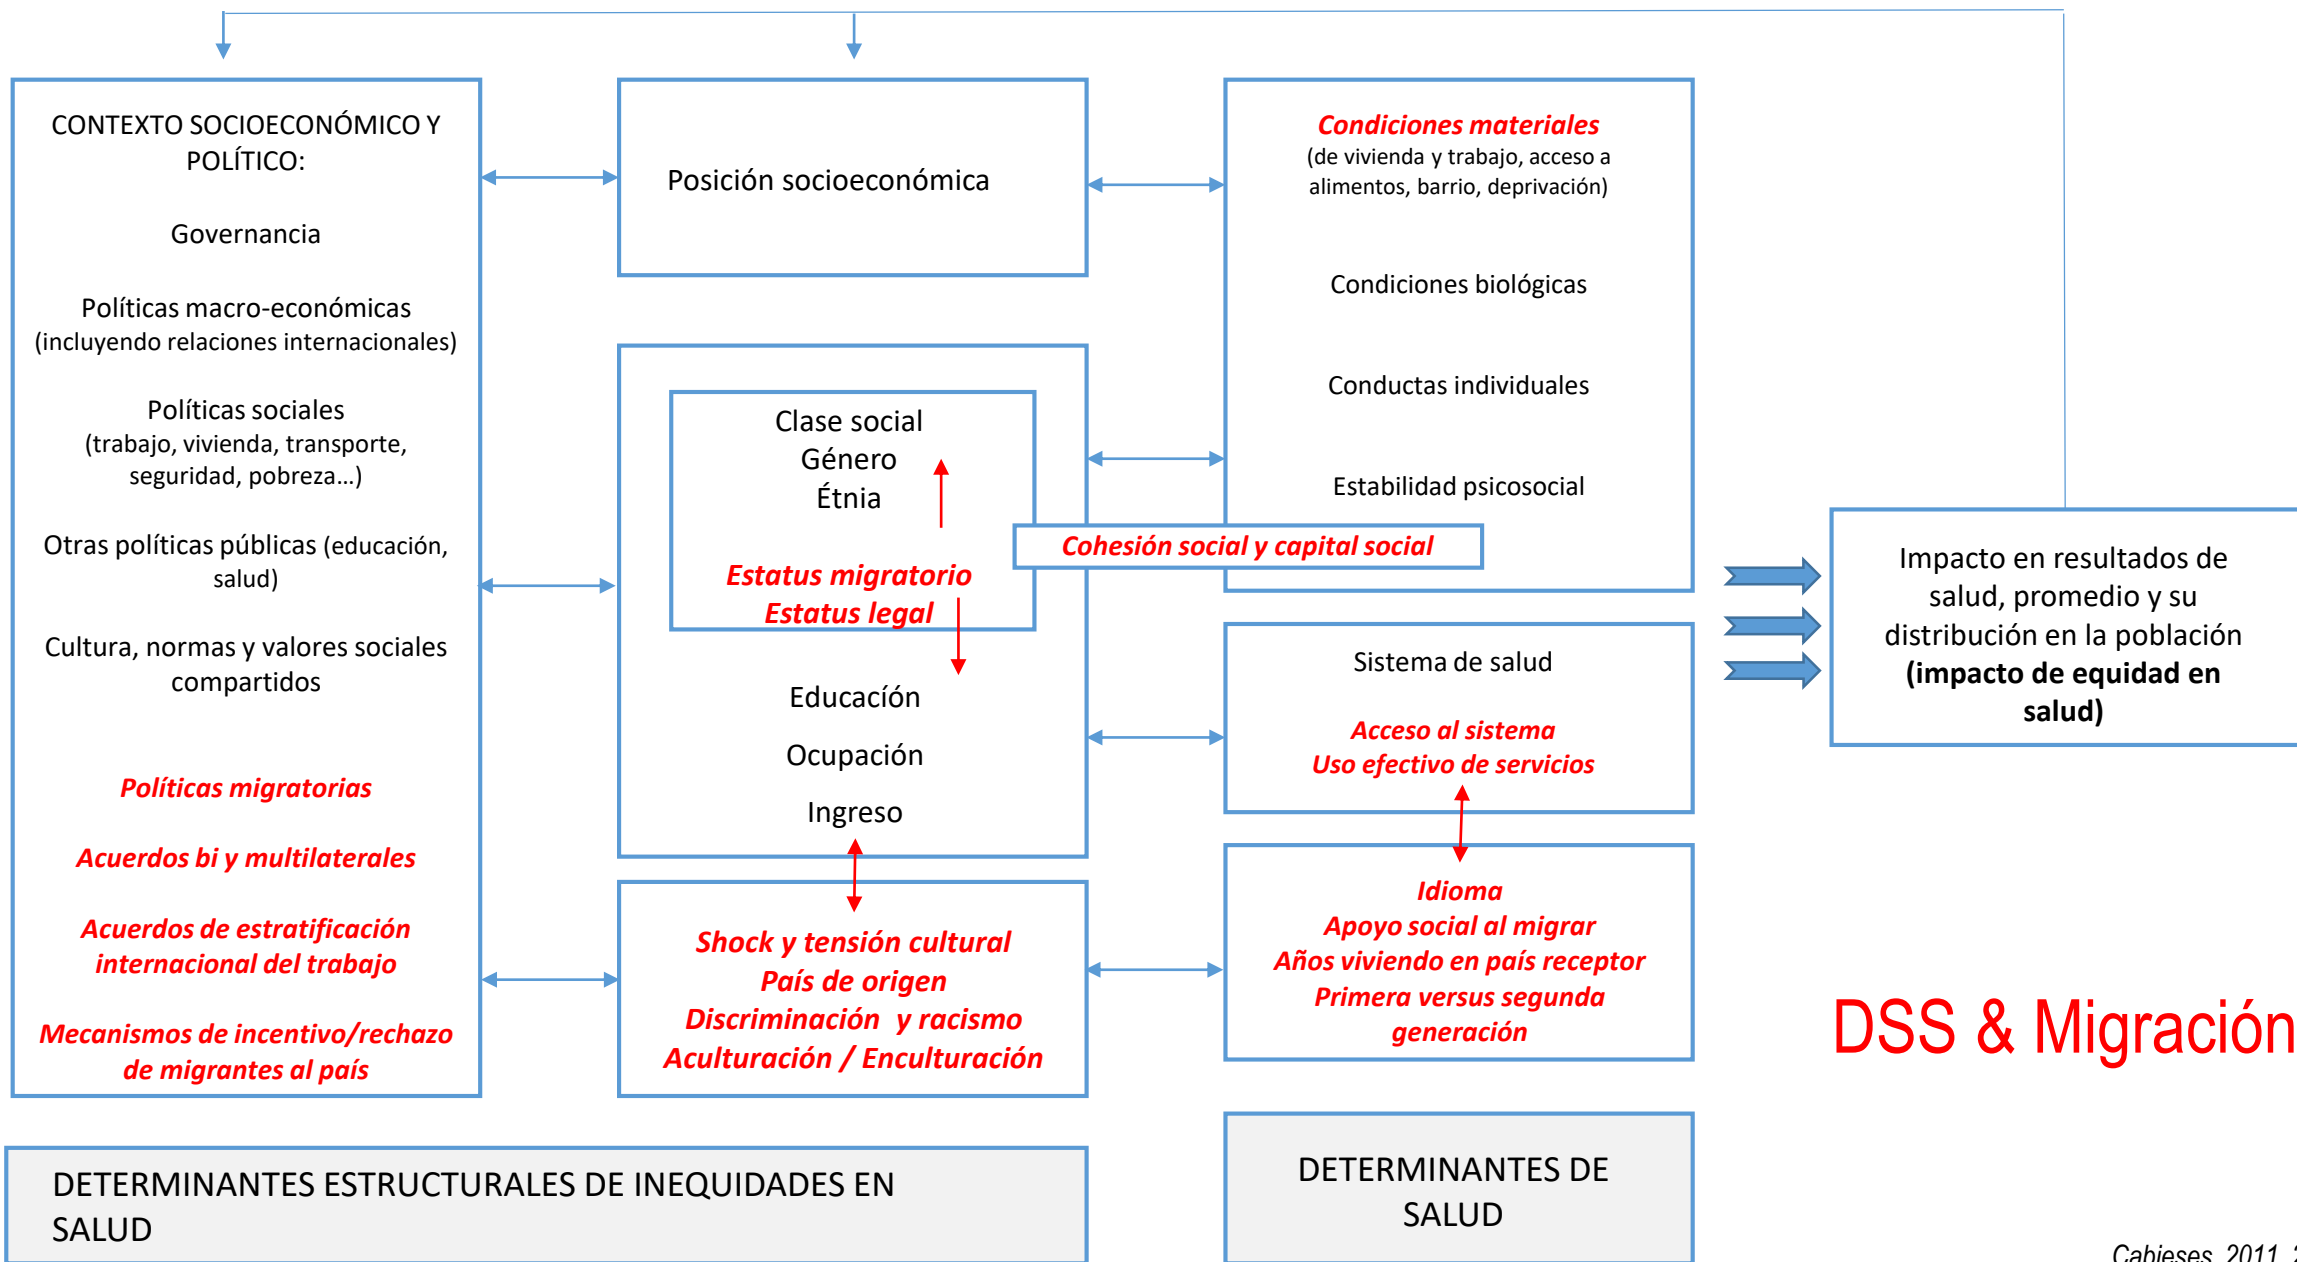 CONTEXTO SOCIOECONÓMICO Y
POLÍTICO:
Governancia
Políticas macro-económicas
(incluyendo relaciones internacionales)
Políticas sociales
(trabajo, vivienda, transporte,
seguridad, pobreza…)
Otras políticas públicas (educación,
salud)
Cultura, normas y valores sociales
compartidos
Políticas migratorias
Acuerdos bi y multilaterales
Acuerdos de estratificación
internacional del trabajo
Mecanismos de incentivo/rechazo
de migrantes al país
Posición socioeconómica
Clase social
Género
Étnia
Estatus migratorio
Estatus legal
Educacíón
Ocupación
Ingreso
Shock y tensión cultural
País de origen
Discriminación y racismo
Aculturación / Enculturación
Condiciones materiales
(de vivienda y trabajo, acceso a
alimentos, barrio, deprivación)
Condiciones biológicas
Conductas individuales
Estabilidad psicosocial
Cohesión social y capital social
Sistema de salud
Acceso al sistema
Uso efectivo de servicios
Idioma
Apoyo social al migrar
Años viviendo en país receptor
Primera versus segunda
generación
Impacto en resultados de
salud, promedio y su
distribución en la población
(impacto de equidad en
salud)
DSS & Migración
DETERMINANTES ESTRUCTURALES DE INEQUIDADES EN
SALUD
DETERMINANTES DE
SALUD
Cabieses, 2011,